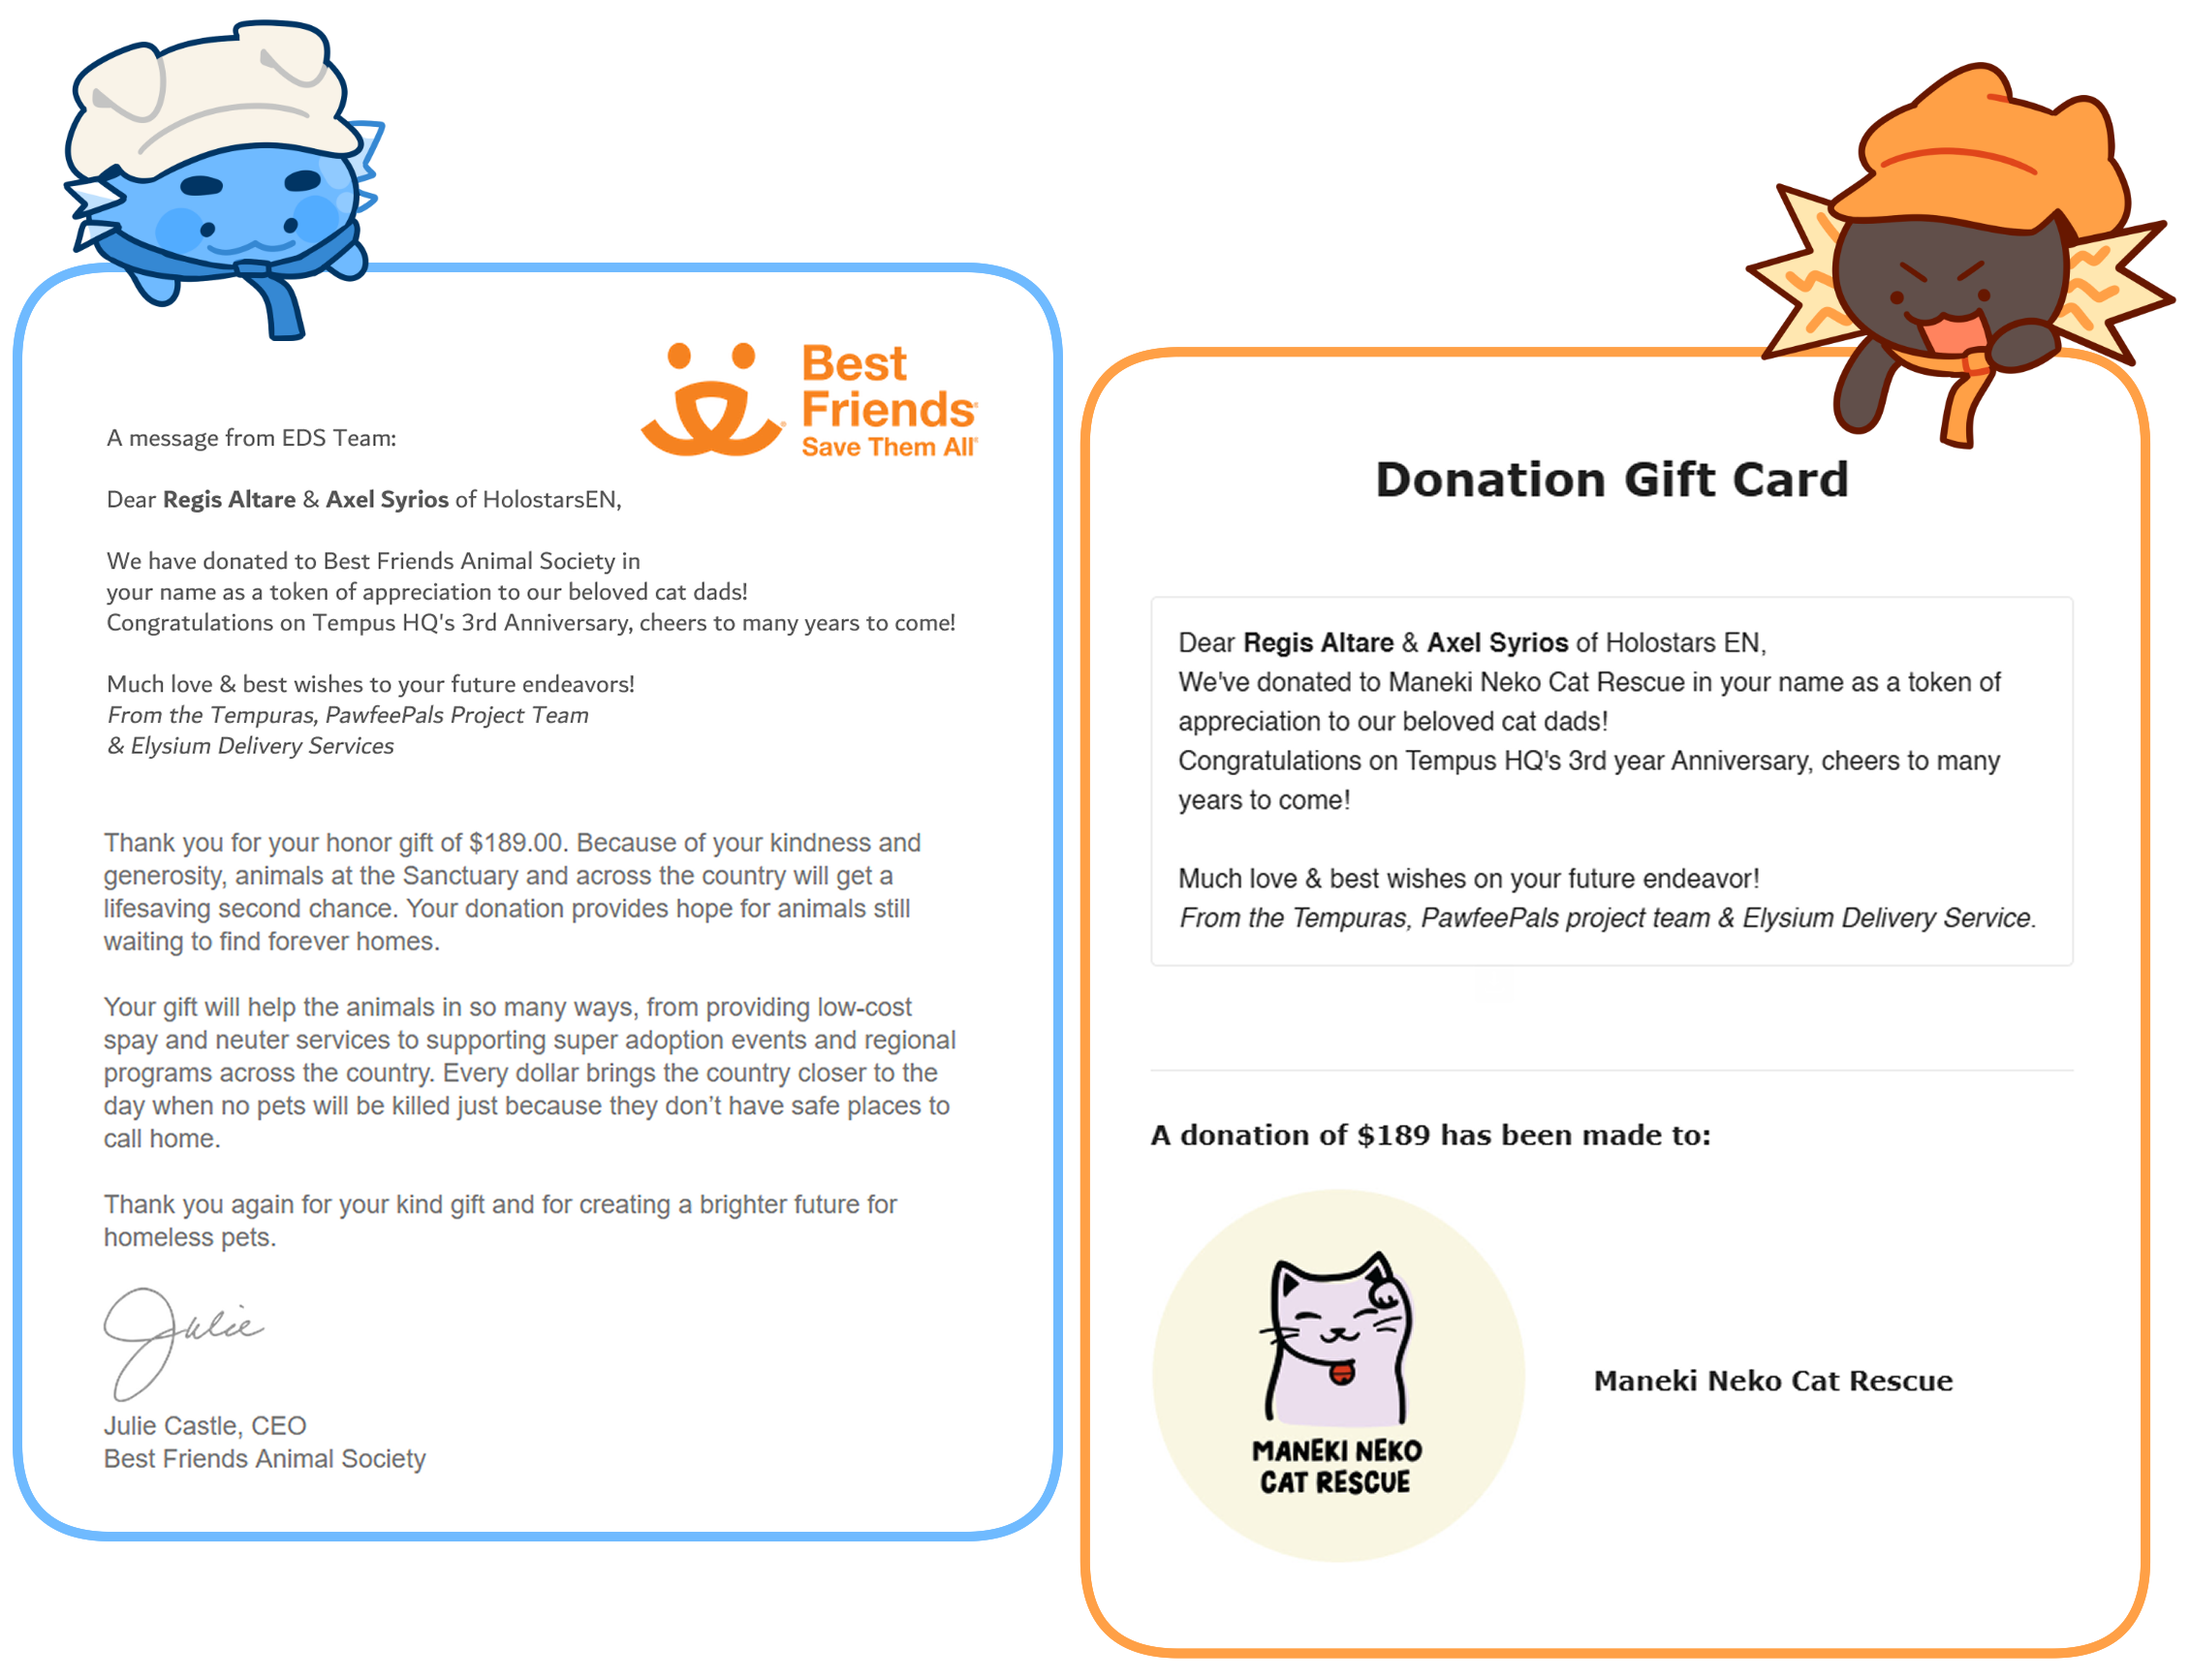 Best
Friends
Save Them All
A message from EDS Team:
Dear Regis Altare & Axel Syrios of HolostarsEN,
We have donated to Best Friends Animal Society in
your name as a token of appreciation to our beloved cat dads!
Congratulations on Tempus HQ's 3rd Anniversary, cheers to many years to come!
Much love & best wishes to your future endeavors!
From the Tempuras, PawfeePals Project Team
& Elysium Delivery Services
Thank you for your honor gift of $189.00. Because of your kindness and
generosity, animals at the Sanctuary and across the country will get a
lifesaving second chance. Your donation provides hope for animals still
waiting to find forever homes.
Your gift will help the animals in so many ways, from providing low-cost
spay and neuter services to supporting super adoption events and regional
programs across the country. Every dollar brings the country closer to the
day when no pets will be killed just because they don’t have safe places to
call home.
Thank you again for your kind gift and for creating a brighter future for
homeless pets.
Julie
Julie Castle, CEO
Best Friends Animal Society
Donation Gift Card
Dear Regis Altare & Axel Syrios of Holostars EN,
We've donated to Maneki Neko Cat Rescue in your name as a token of
appreciation to our beloved cat dads!
Congratulations on Tempus HQ's 3rd year Anniversary, cheers to many
years to come!
Much love & best wishes on your future endeavor!
From the Tempuras, PawfeePals project team & Elysium Delivery Service.
A donation of $189 has been made to:
MANEKI NEKO
CAT RESCUE
Maneki Neko Cat Rescue